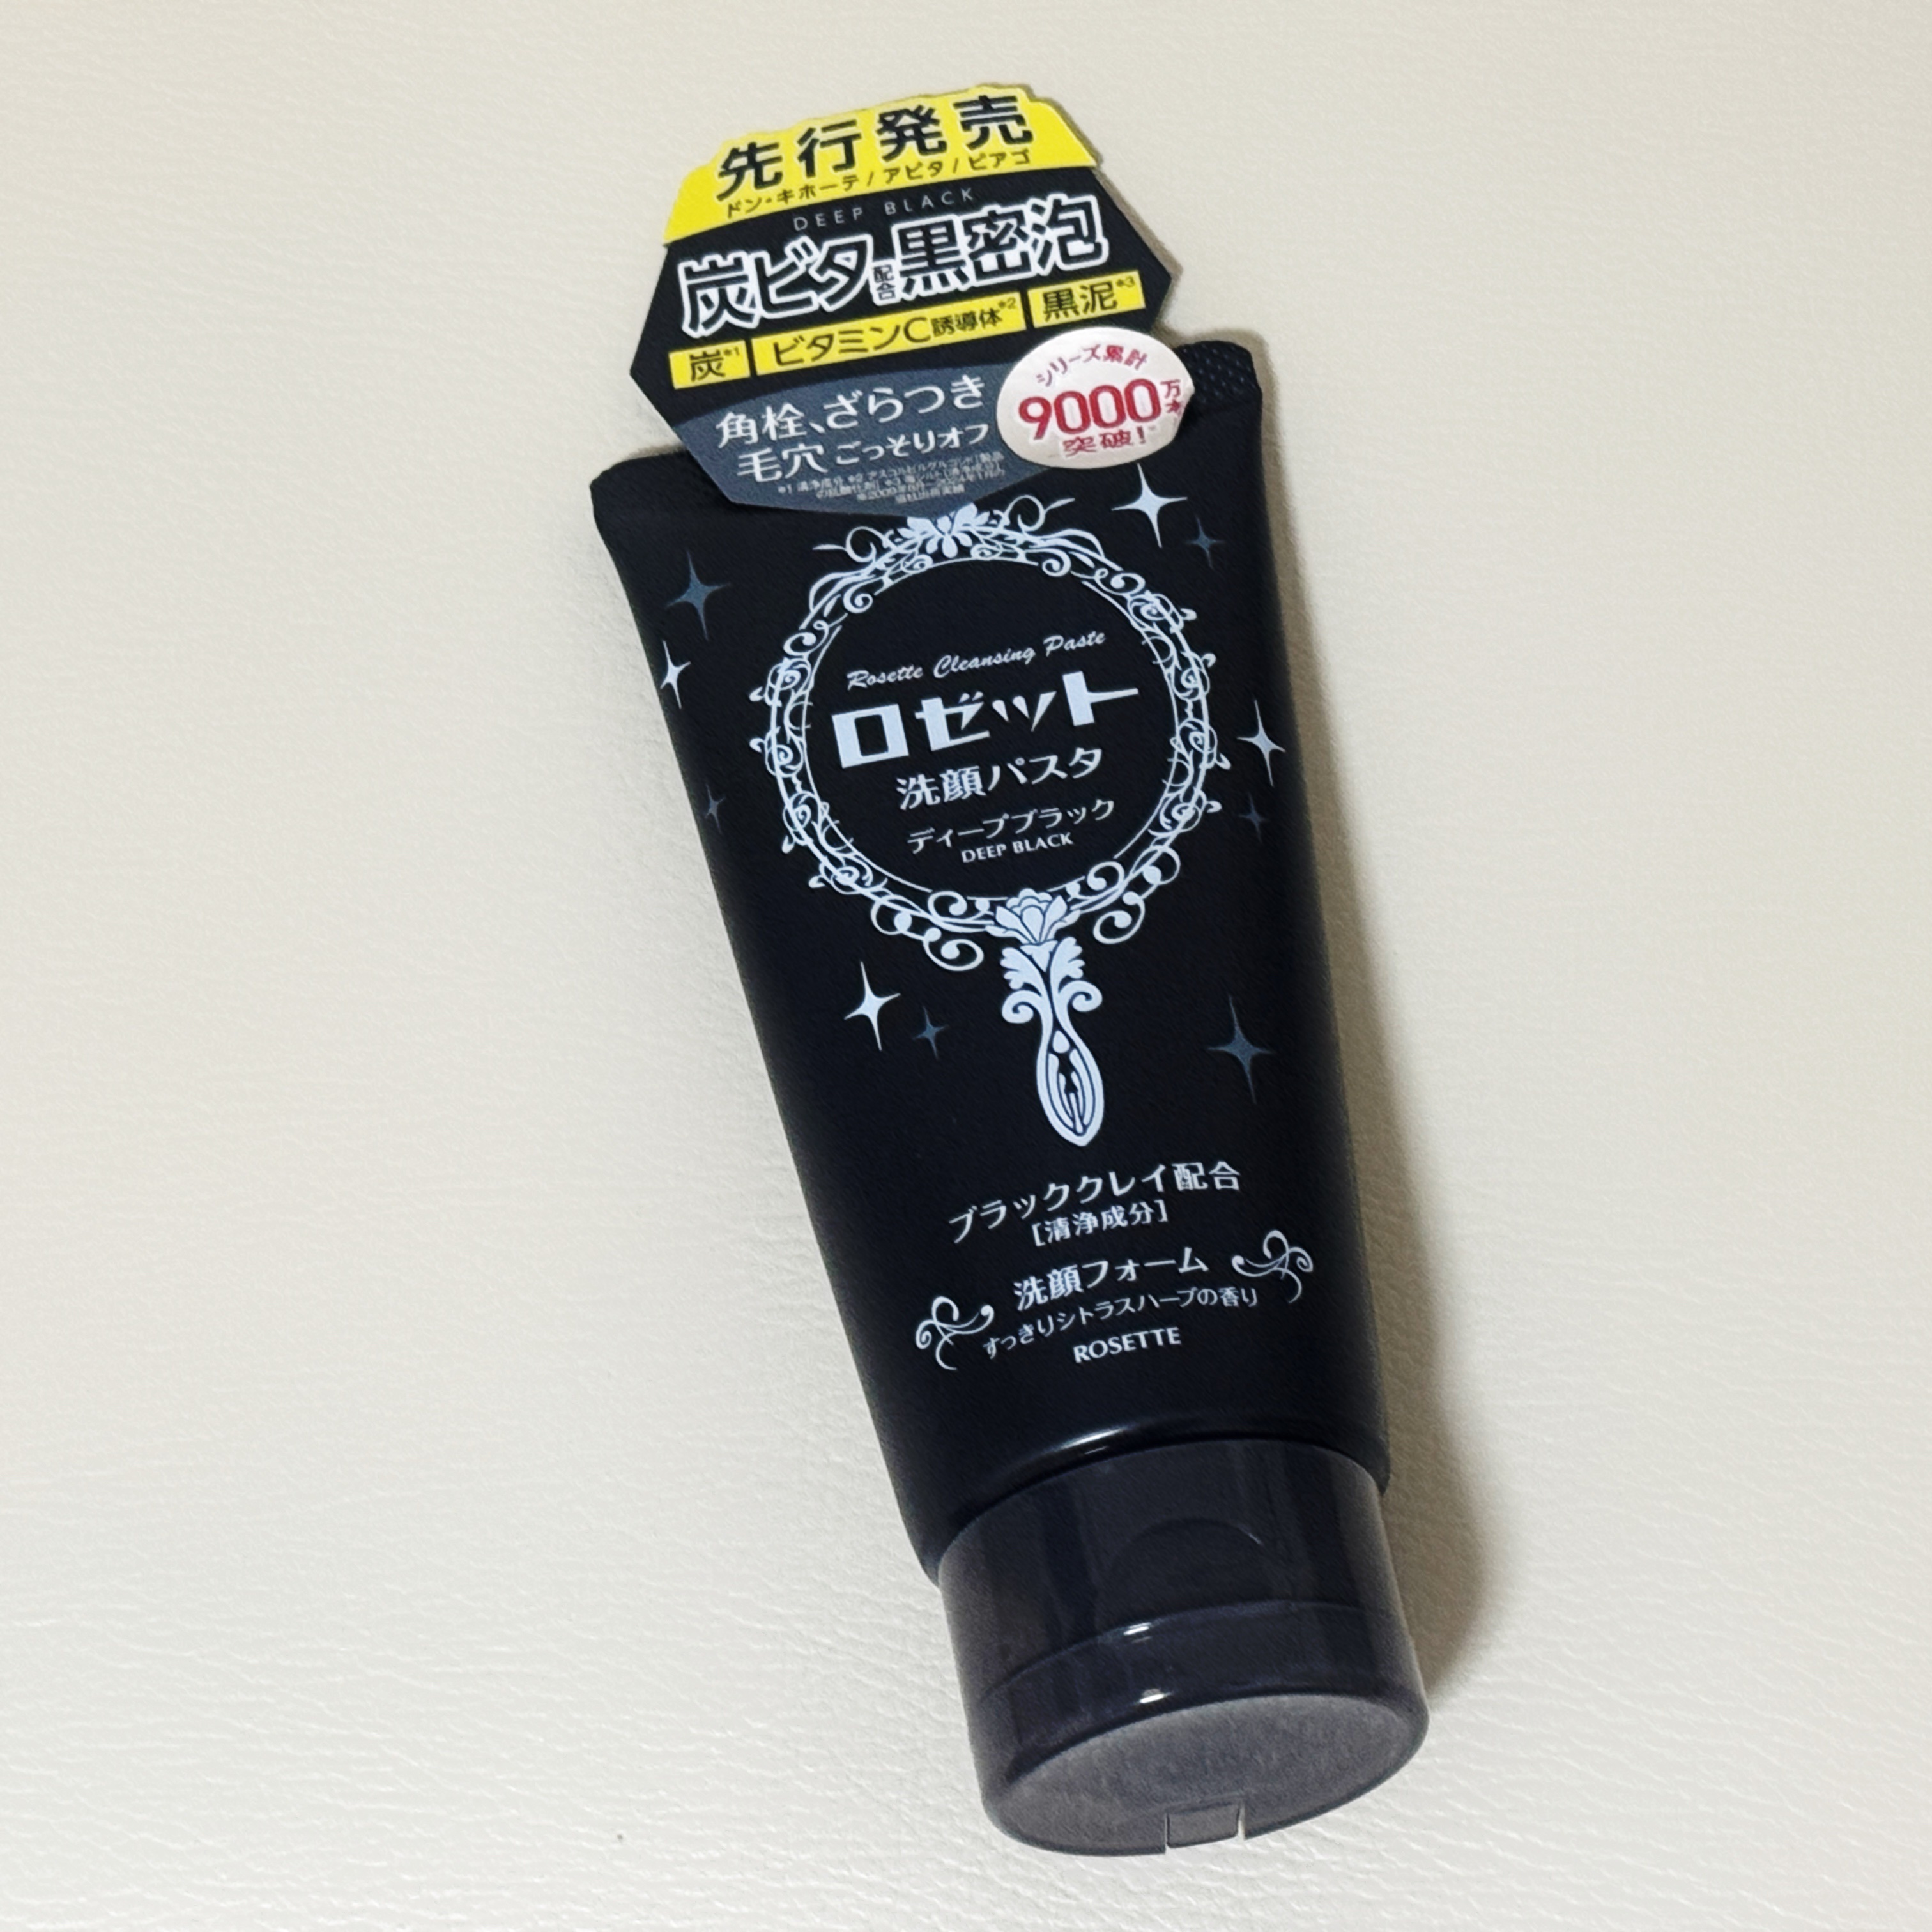 先行発売
ドン・キホーテ/アピタ/ピアゴ
DEEP BLACK
炭ビタ配合黒密泡
炭※1 ビタミンC誘導体※2 黒泥※3
シリーズ累計
9000万本
突破!
角栓、ざらつき
毛穴ごっそりオフ
Rosette Cleansing Paste
ロゼット
洗顔パスタ
ディープブラック
DEEP BLACK
ブラッククレイ配合
[清浄成分]
洗顔フォーム
すっきりシトラスハーブの香り
ROSETTE